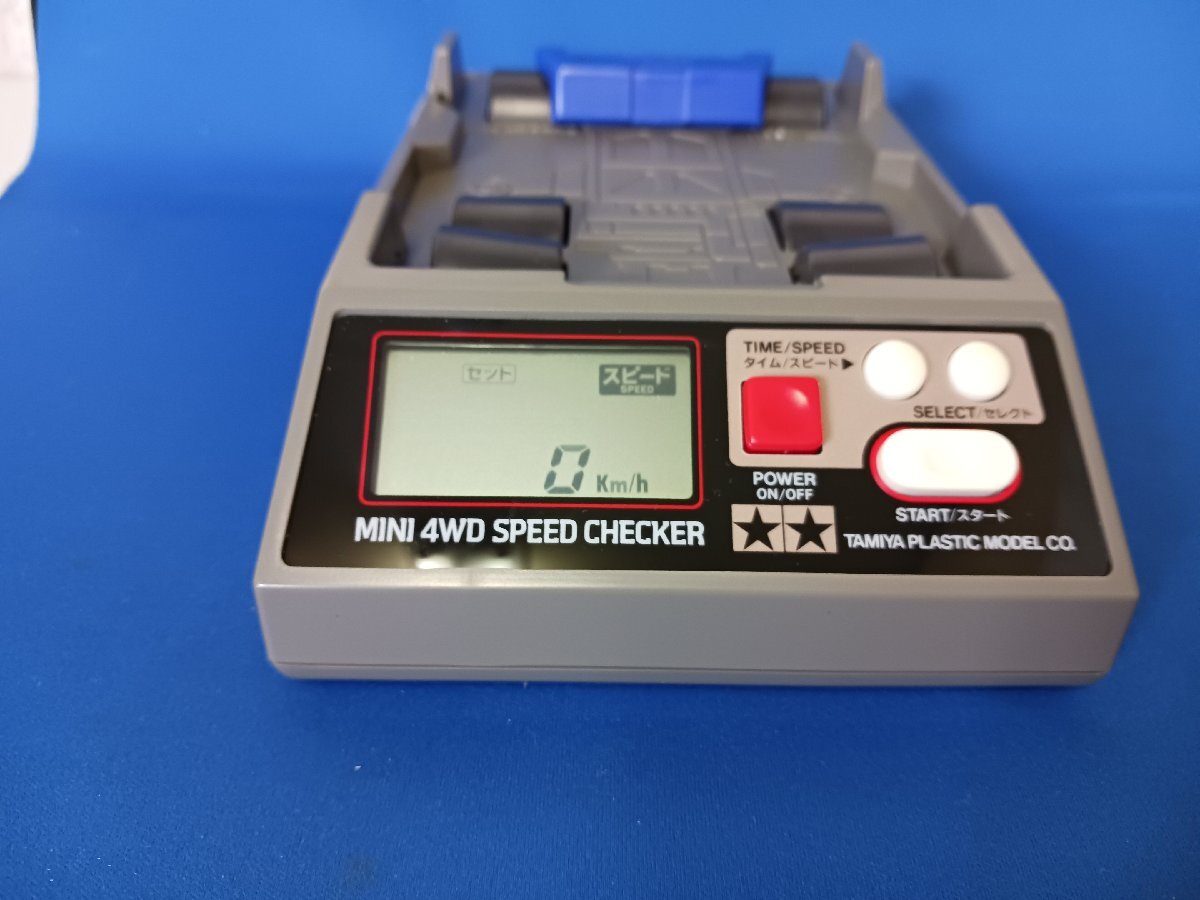 セット
スピード
SPEED
0 Km/h
MINI 4WD SPEED CHECKER
TIME/SPEED
タイム/スピード▶
SELECT/セレクト
POWER
ON/OFF
START/スタート
TAMIYA PLASTIC MODEL CO.